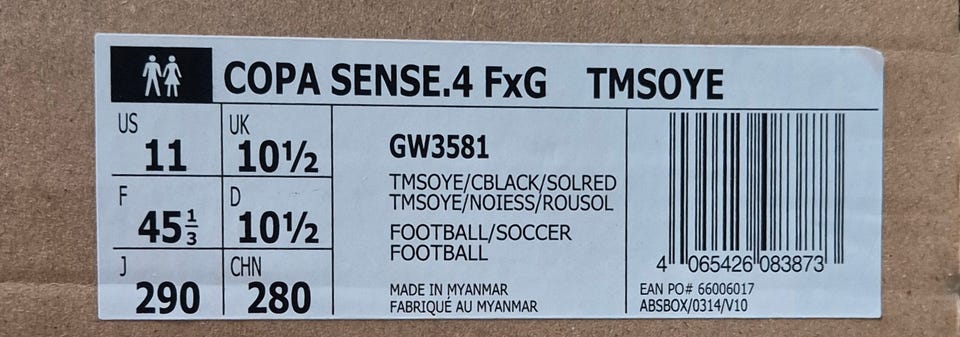 COPA SENSE.4 FxG TMSOYE
US 11 UK 10½
F 45⅓ D 10½
J 290 CHN 280
GW3581
TMSOYE/CBLACK/SOLRED
TMSOYE/NOIESS/ROUSOL
FOOTBALL/SOCCER
FOOTBALL
MADE IN MYANMAR
FABRIQUÉ AU MYANMAR
4 065426 083873
EAN PO# 66006017
ABSBOX/0314/V10